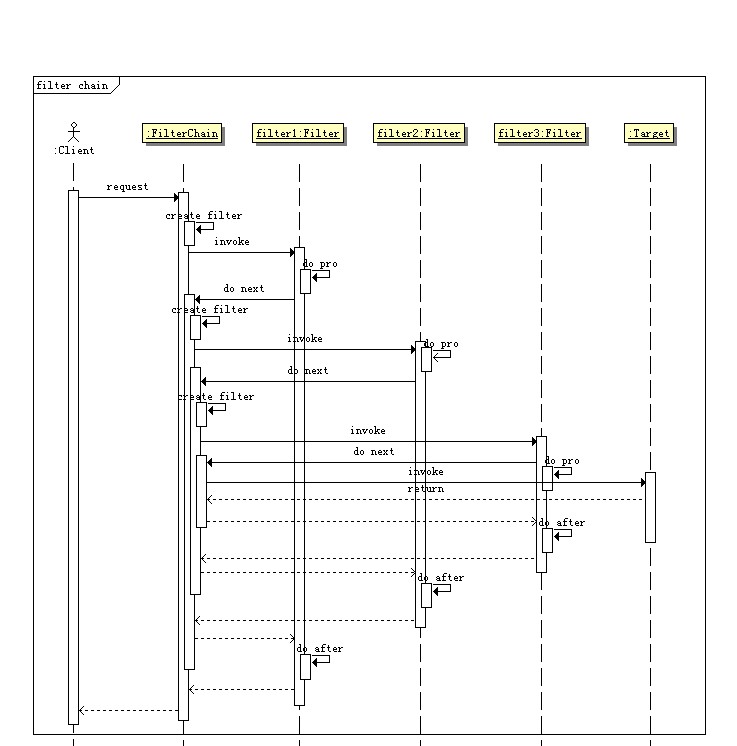 filter chain
:Client
:FilterChain
filter1:Filter
filter2:Filter
filter3:Filter
:Target
request
create filter
invoke
do pro
do next
create filter
invoke
do pro
do next
create filter
invoke
do next
do pro
invoke
return
do after
do after
do after